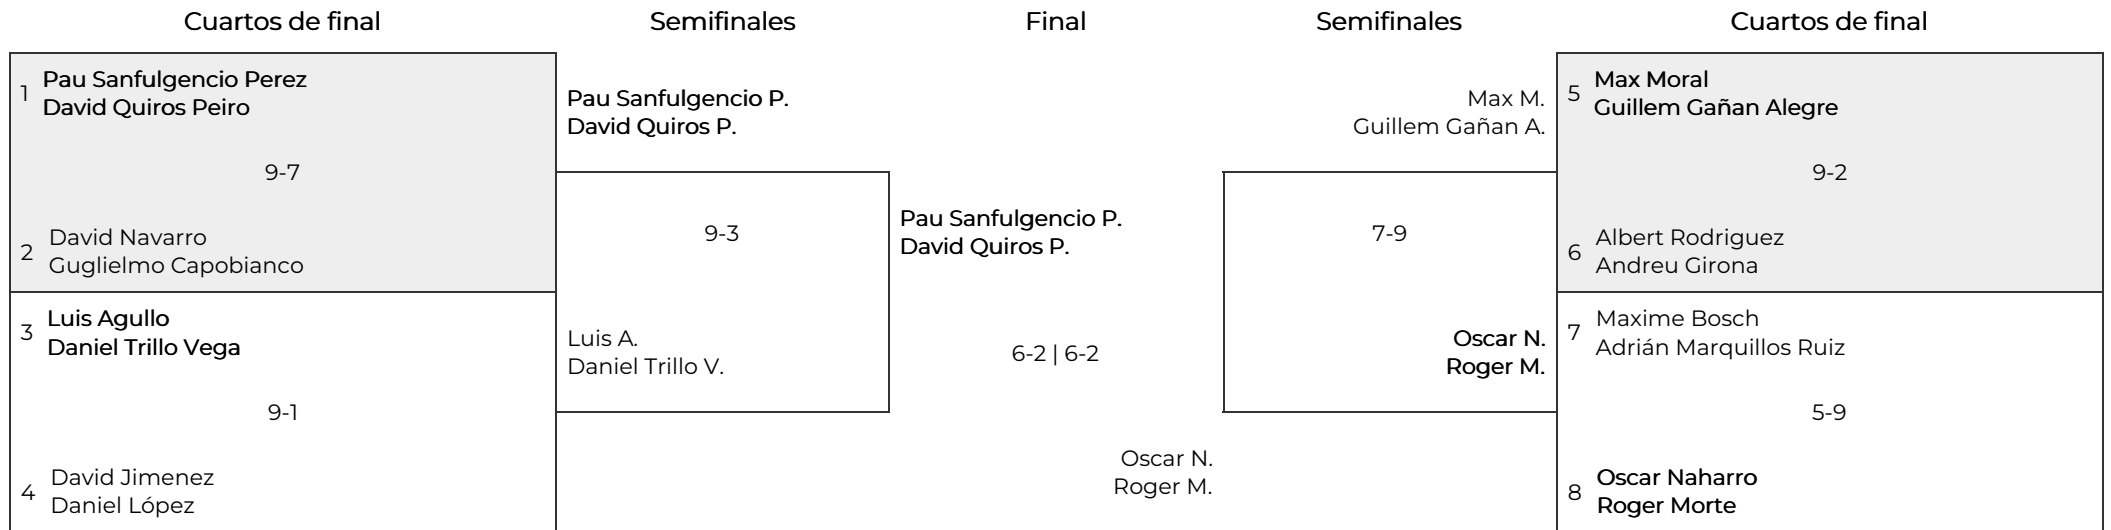 Cuartos de final
Semifinales
Final
Semifinales
Cuartos de final
1
Pau Sanfulgencio Perez
David Quiros Peiro
9-7
2
David Navarro
Guglielmo Capobianco
3
Luis Agullo
Daniel Trillo Vega
9-1
4
David Jimenez
Daniel López
Pau Sanfulgencio P.
David Quiros P.
9-3
Luis A.
Daniel Trillo V.
Pau Sanfulgencio P.
David Quiros P.
6-2 | 6-2
Oscar N.
Roger M.
Max M.
Guillem Gañan A.
7-9
Oscar N.
Roger M.
5
Max Moral
Guillem Gañan Alegre
9-2
6
Albert Rodriguez
Andreu Girona
7
Maxime Bosch
Adrián Marquillos Ruiz
5-9
8
Oscar Naharro
Roger Morte